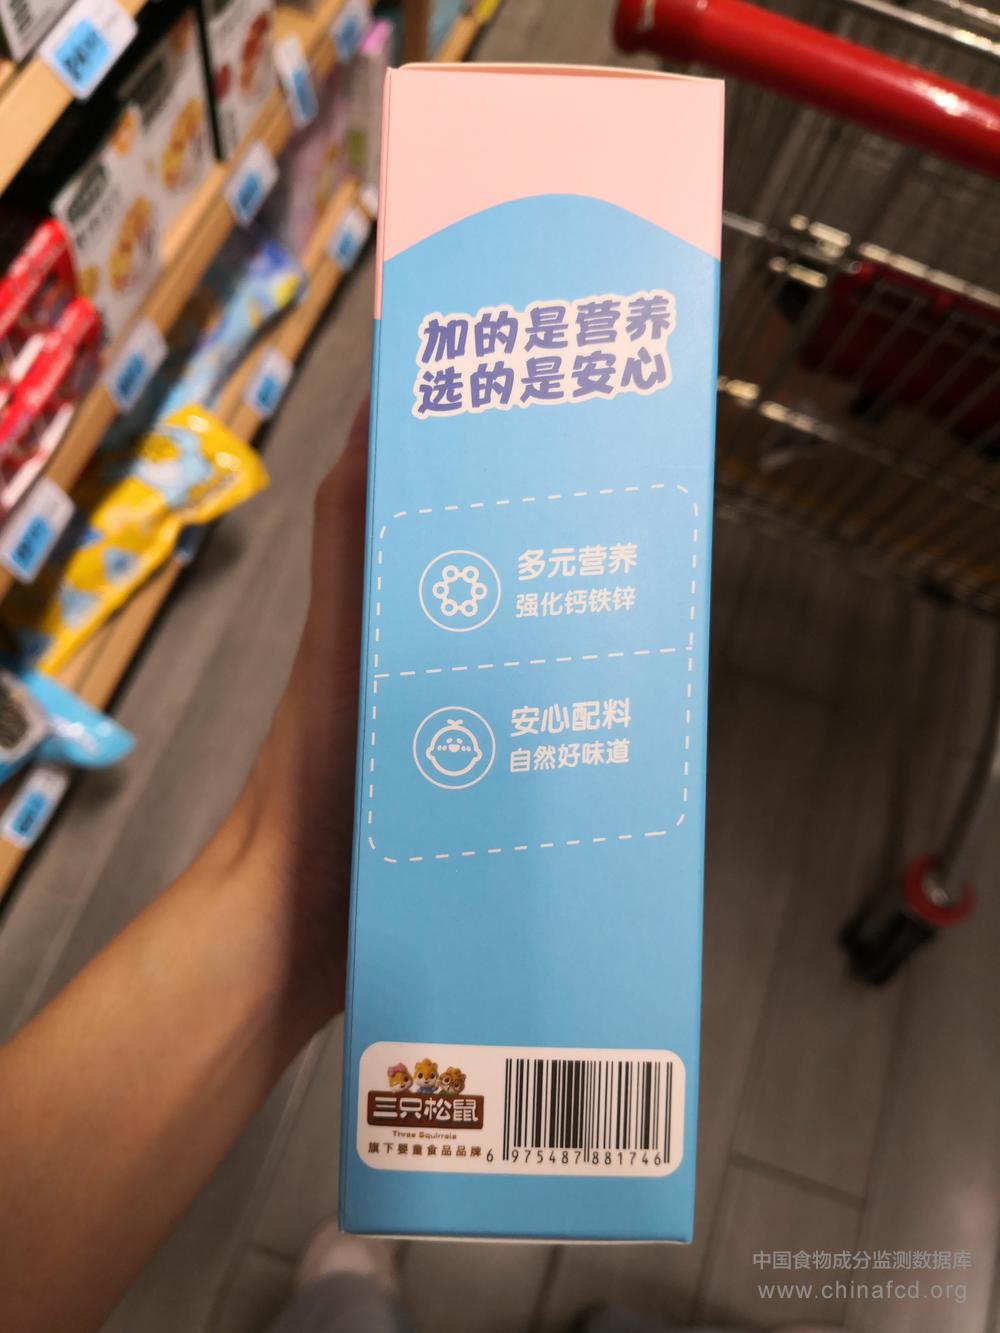 加的是营养
选的是安心
多元营养
强化钙铁锌
安心配料
自然好味道
三只松鼠
Three Squirrels
旗下婴童食品品牌
6 975487 881746
中国食物成分监测数据库
www.chinafcd.org